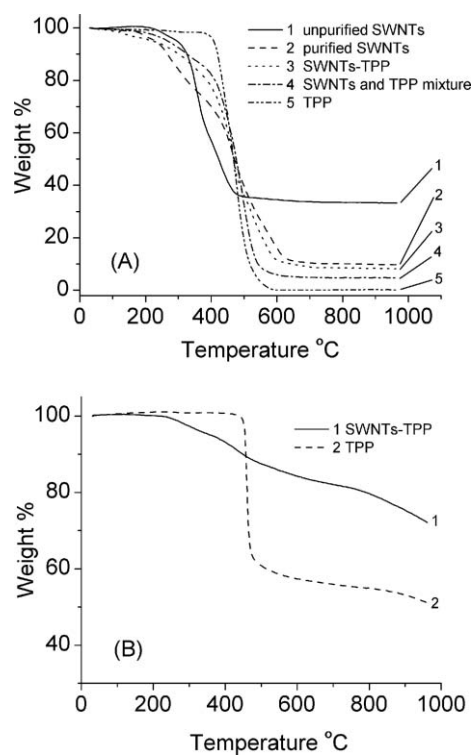 100
80
60
40
20
0
Weight %
1 unpurified SWNTs
2 purified SWNTs
3 SWNTs-TPP
4 SWNTs and TPP mixture
5 TPP
1
2
3
4
5
(A)
0 200 400 600 800 1000
Temperature °C
100
80
60
40
Weight %
1 SWNTs-TPP
2 TPP
1
2
(B)
0 200 400 600 800 1000
Temperature °C